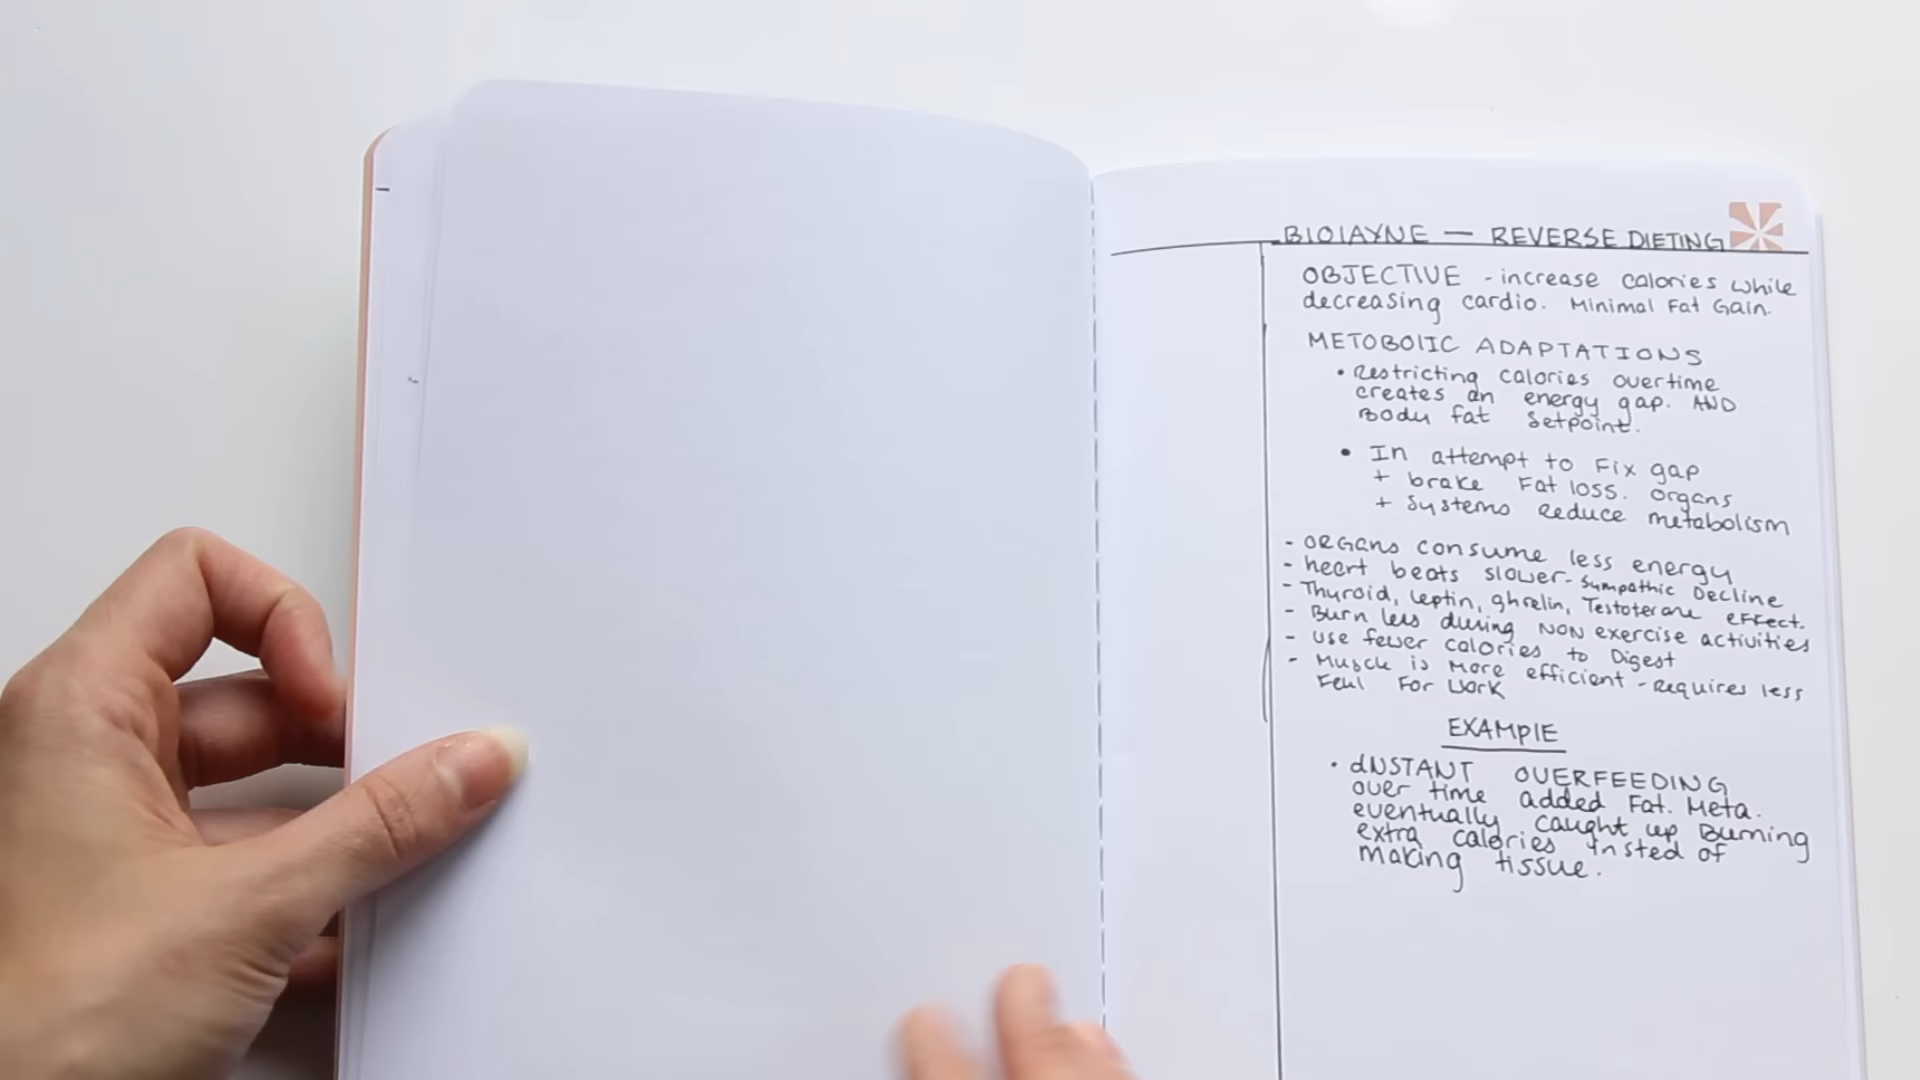 BIOLAYNE — REVERSE DIETING
OBJECTIVE - increase calories while
decreasing cardio. Minimal Fat Gain.
METOBOLIC ADAPTATIONS
• Restricting calories overtime
creates an energy gap. AND
Body fat setpoint.
• In attempt to Fix gap
+ brake Fat loss. organs
+ Systems Reduce metabolism
- ORGANS consume less energy
- heart beats slower - sympathic Decline
- Thyroid, leptin, ghrelin, Testoterone effect.
- Burn less during NON exercise activities
- use fewer calories to Digest
- Muscle is More efficient - Requires less
Feul For Work
EXAMPLE
• INSTANT OVERFEEDING
over time added Fat. Meta.
eventually caught up Burning
extra calories insted of
making tissue.